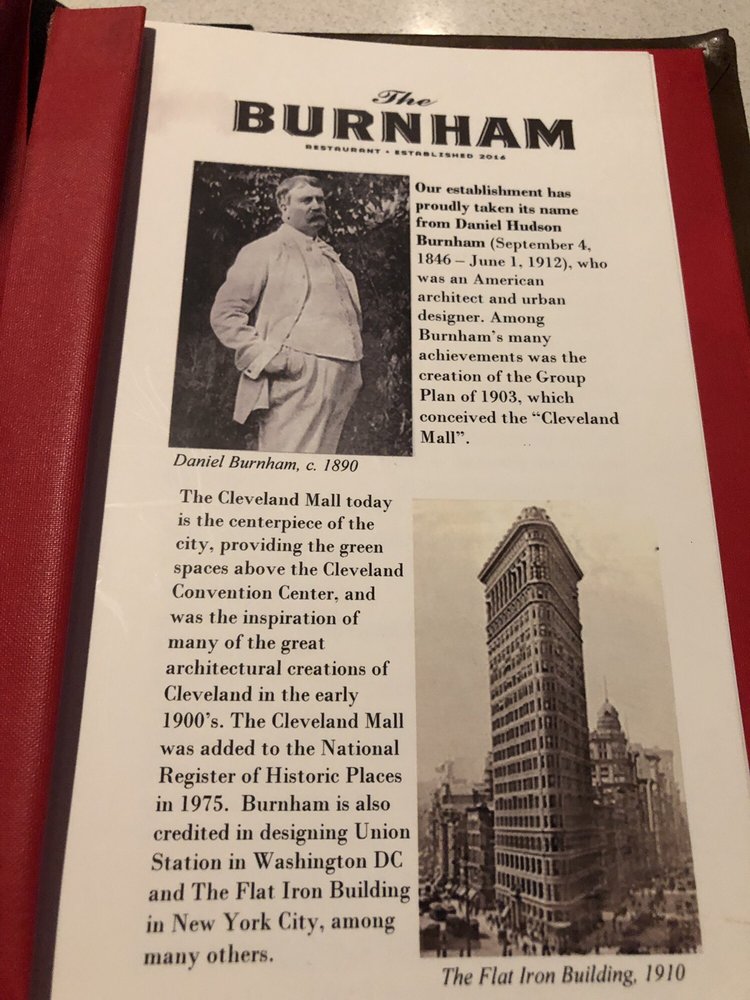 The
BURNHAM
RESTAURANT • ESTABLISHED 2016
Our establishment has
proudly taken its name
from Daniel Hudson
Burnham (September 4,
1846 – June 1, 1912), who
was an American
architect and urban
designer. Among
Burnham's many
achievements was the
creation of the Group
Plan of 1903, which
conceived the “Cleveland
Mall”.
Daniel Burnham, c. 1890
The Cleveland Mall today
is the centerpiece of the
city, providing the green
spaces above the Cleveland
Convention Center, and
was the inspiration of
many of the great
architectural creations of
Cleveland in the early
1900's. The Cleveland Mall
was added to the National
Register of Historic Places
in 1975.  Burnham is also
credited in designing Union
Station in Washington DC
and The Flat Iron Building
in New York City, among
many others.
The Flat Iron Building, 1910